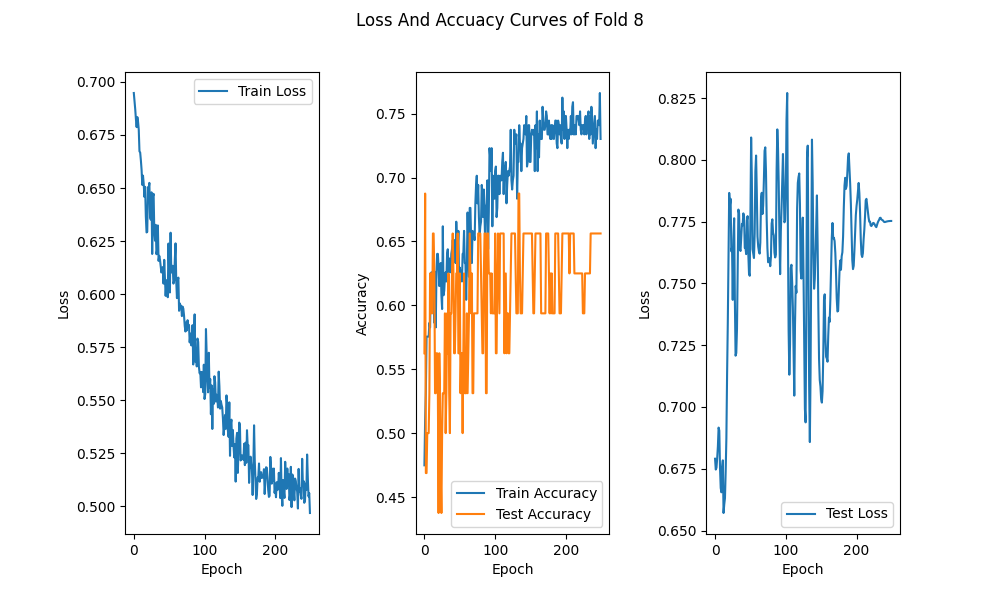 Loss And Accuacy Curves of Fold 8
0.700
0.675
0.650
0.625
0.600
0.575
0.550
0.525
0.500
Loss
0 100 200
Epoch
Train Loss
0.75
0.70
0.65
0.60
0.55
0.50
0.45
Accuracy
0 100 200
Epoch
Train Accuracy
Test Accuracy
0.825
0.800
0.775
0.750
0.725
0.700
0.675
0.650
Loss
0 100 200
Epoch
Test Loss